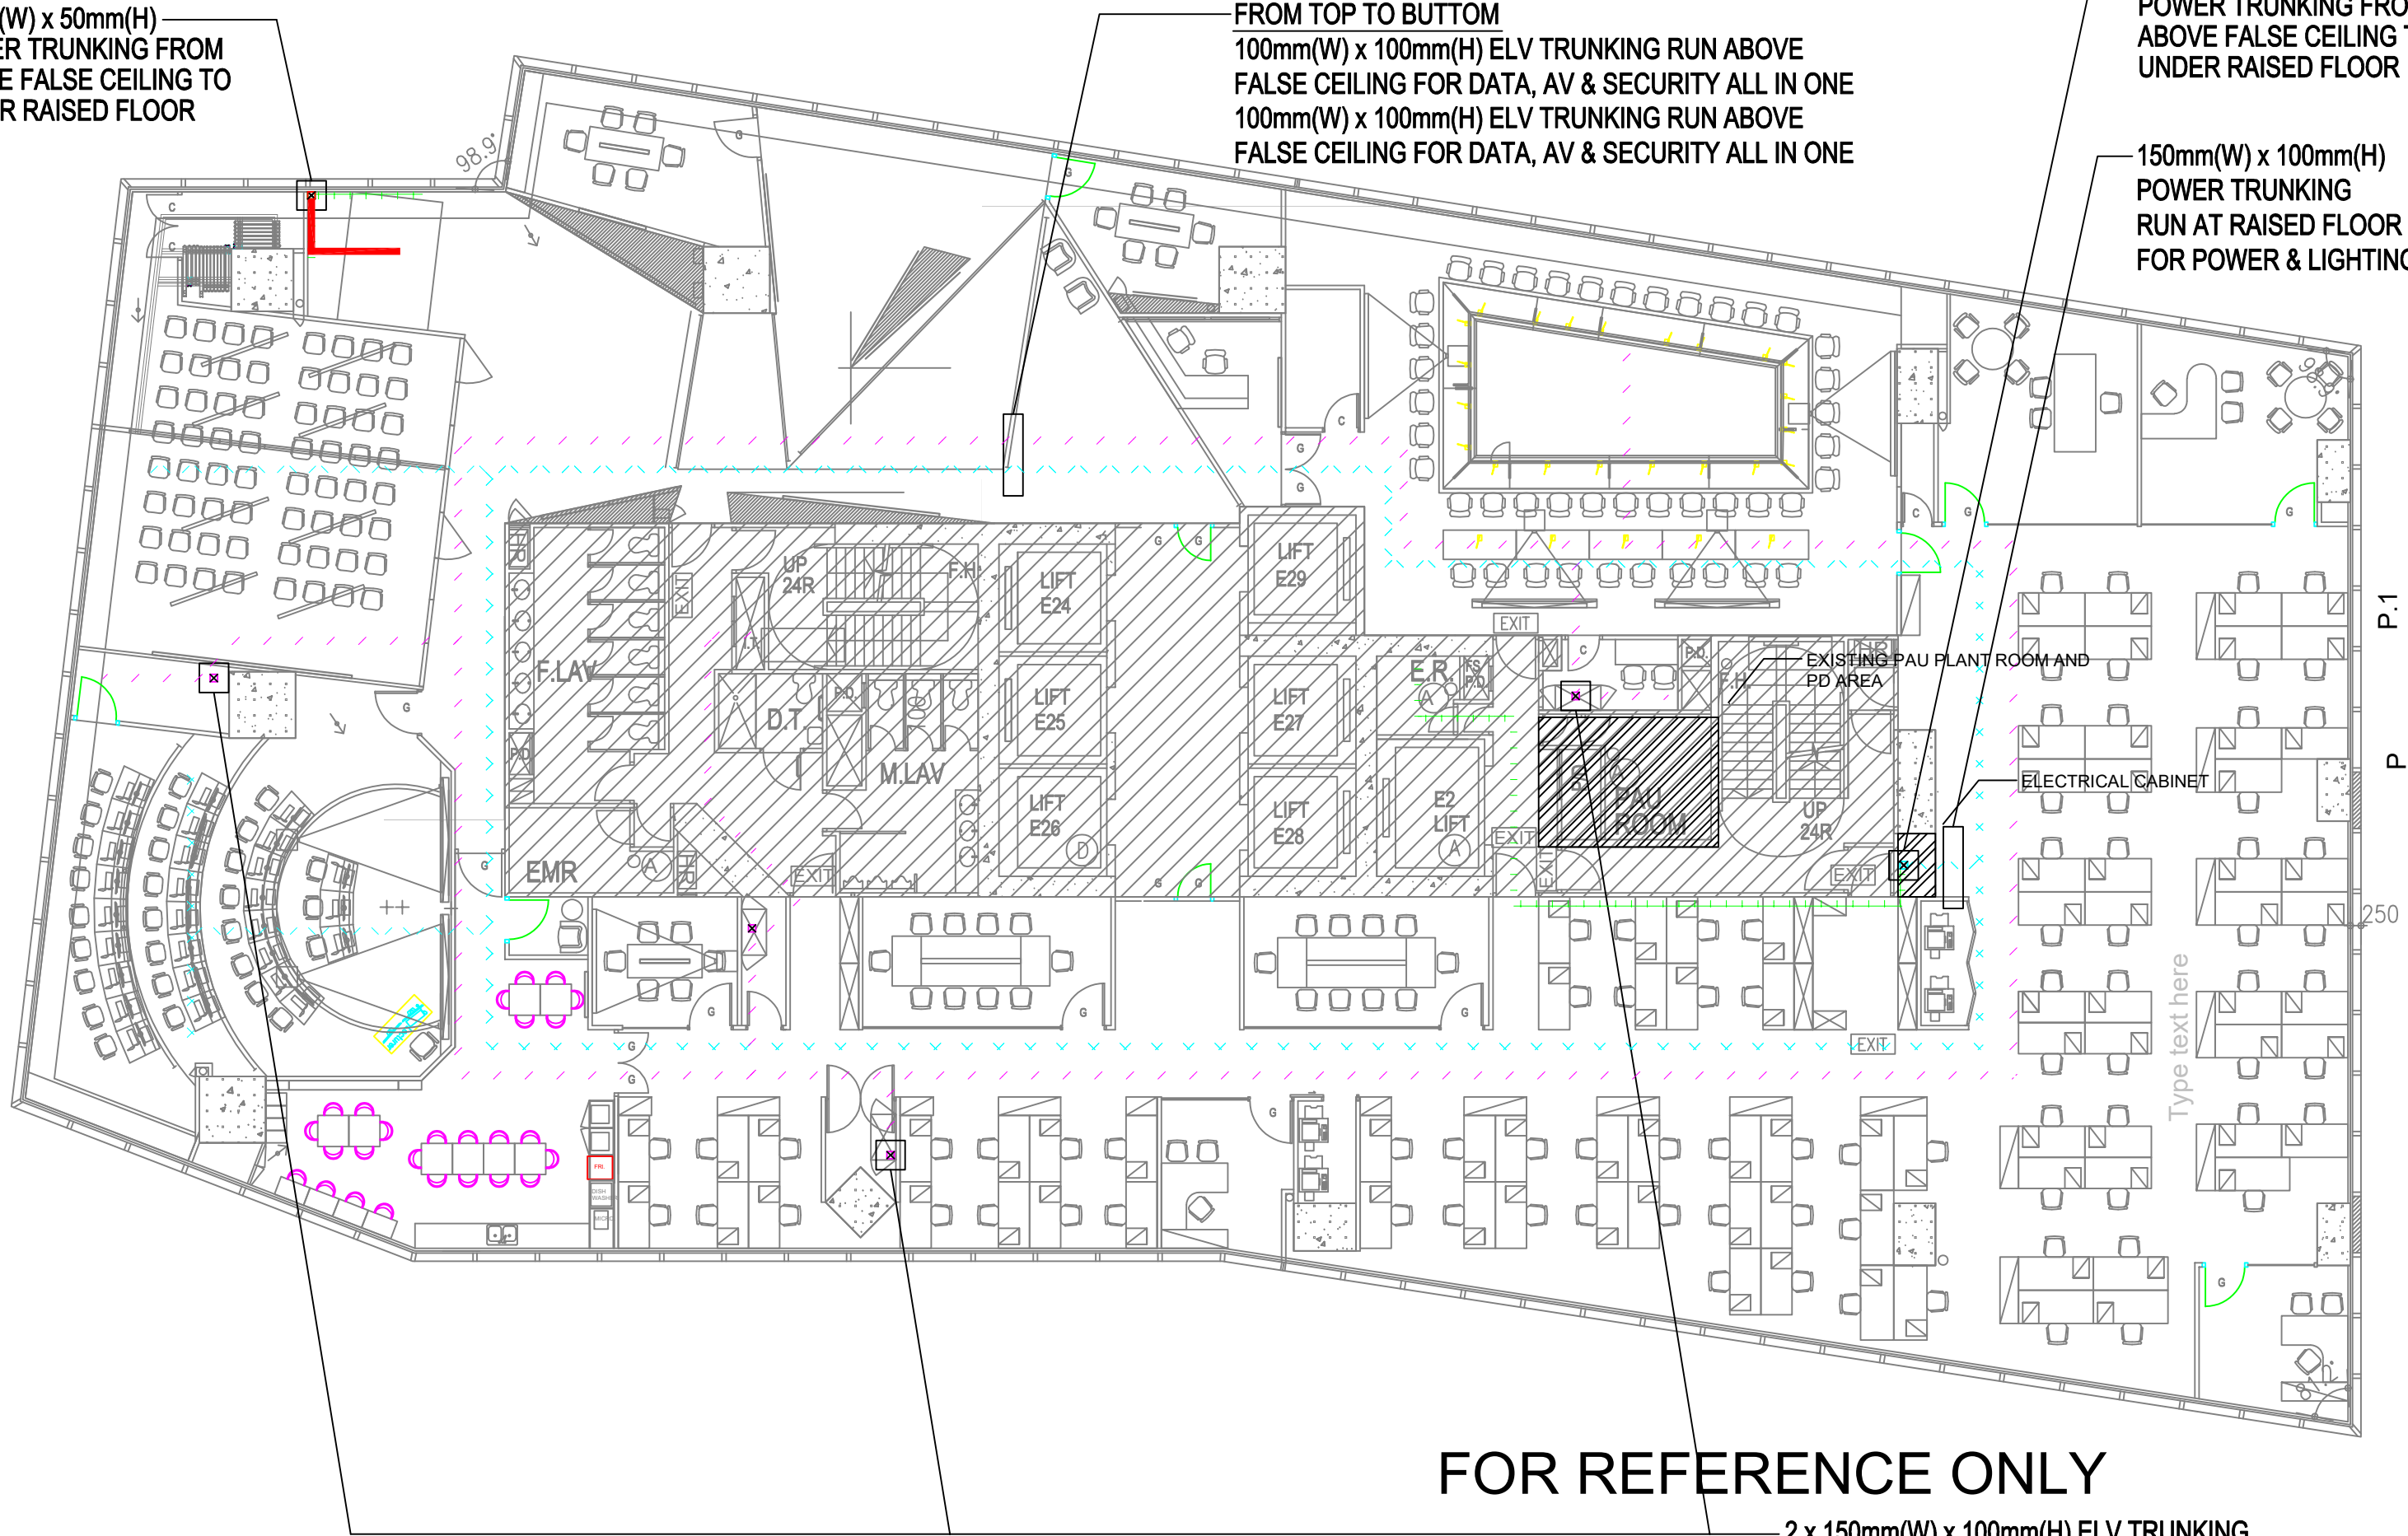 (W) x 50mm(H)
ER TRUNKING FROM
E FALSE CEILING TO
R RAISED FLOOR
FROM TOP TO BUTTOM
100mm(W) x 100mm(H) ELV TRUNKING RUN ABOVE
FALSE CEILING FOR DATA, AV & SECURITY ALL IN ONE
100mm(W) x 100mm(H) ELV TRUNKING RUN ABOVE
FALSE CEILING FOR DATA, AV & SECURITY ALL IN ONE
POWER TRUNKING FRO
ABOVE FALSE CEILING T
UNDER RAISED FLOOR
150mm(W) x 100mm(H)
POWER TRUNKING
RUN AT RAISED FLOOR
FOR POWER & LIGHTING
98.9°
UP
24R
F.H.
EXIT
LIFT
E24
LIFT
E29
F.LAV
T.T.
D.T.
P.D.
P.D.
M.LAV
LIFT
E25
LIFT
E27
E.R.
P.D.
F.H.
H.R.
EXIT
EXISTING PAU PLANT ROOM AND
PD AREA
P.1
P
LIFT
E26
D
LIFT
E28
E2
LIFT
A
A
PAU
ROOM
UP
24R
ELECTRICAL CABINET
EMR
A
H.R.
EXIT
EXIT
EXIT
EXIT
EXIT
250
Type text here
FRI.
DISH
WASHER
FOR REFERENCE ONLY
2 x 150mm(W) x 100mm(H) ELV TRUNKING